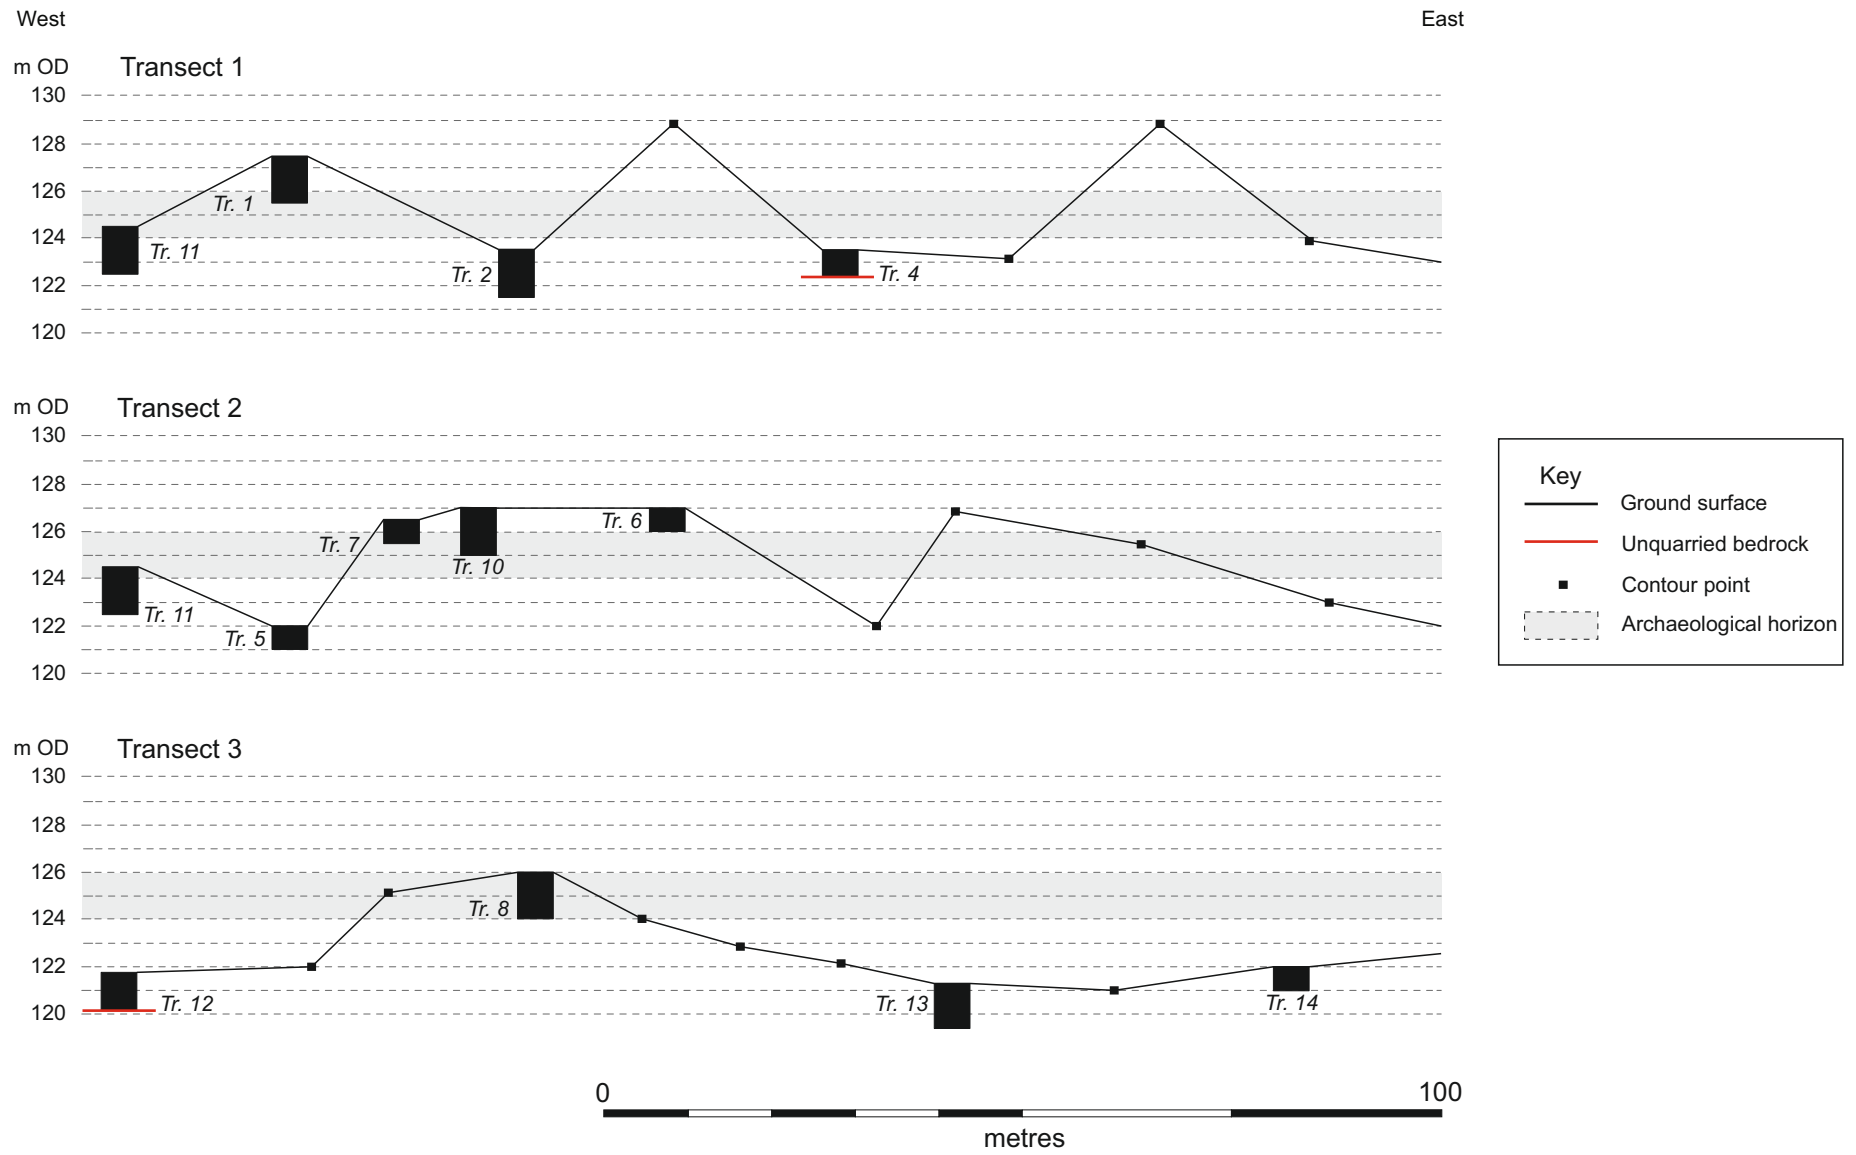 West
East
m OD
Transect 1
130
128
126
124
122
120
Tr. 1
Tr. 11
Tr. 2
Tr. 4
m OD
Transect 2
130
128
126
124
122
120
Tr. 6
Tr. 7
Tr. 10
Tr. 11
Tr. 5
Key
Ground surface
Unquarried bedrock
Contour point
Archaeological horizon
m OD
Transect 3
130
128
126
124
122
120
Tr. 8
Tr. 12
Tr. 13
Tr. 14
0
100
metres